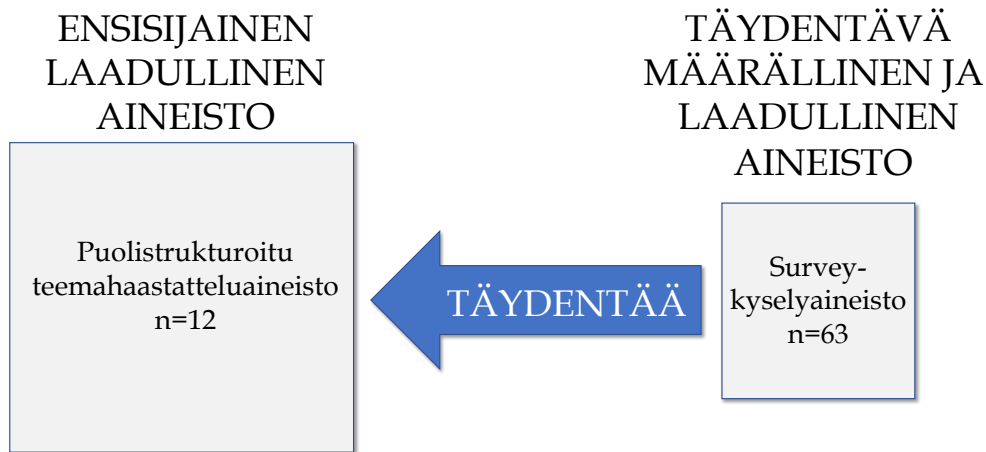 ENSISIJAINEN
LAADULLINEN
AINEISTO
Puolistrukturoitu
teemahaastatteluaineisto
n=12
TÄYDENTÄÄ
TÄYDENTÄVÄ
MÄÄRÄLLINEN JA
LAADULLINEN
AINEISTO
Survey-
kyselyaineisto
n=63